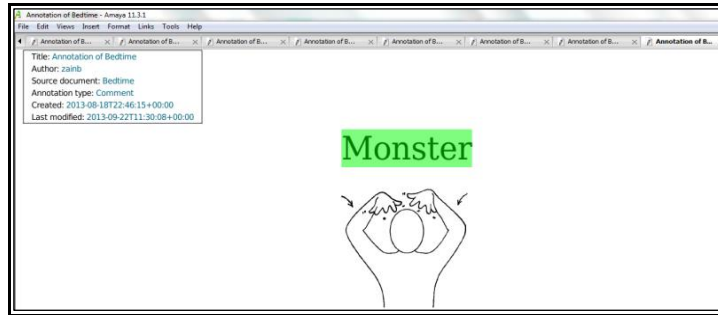 Annotation of Bedtime - Amaya 11.3.1
File Edit Views Insert Format Links Tools Help
Annotation of B... Annotation of B... Annotation of B... Annotation of B... Annotation of B... Annotation of B... Annotation of B... Annotation of B...
Title: Annotation of Bedtime
Author: zainb
Source document: Bedtime
Annotation type: Comment
Created: 2013-08-18T22:46:15+00:00
Last modified: 2013-09-22T11:30:08+00:00
Monster